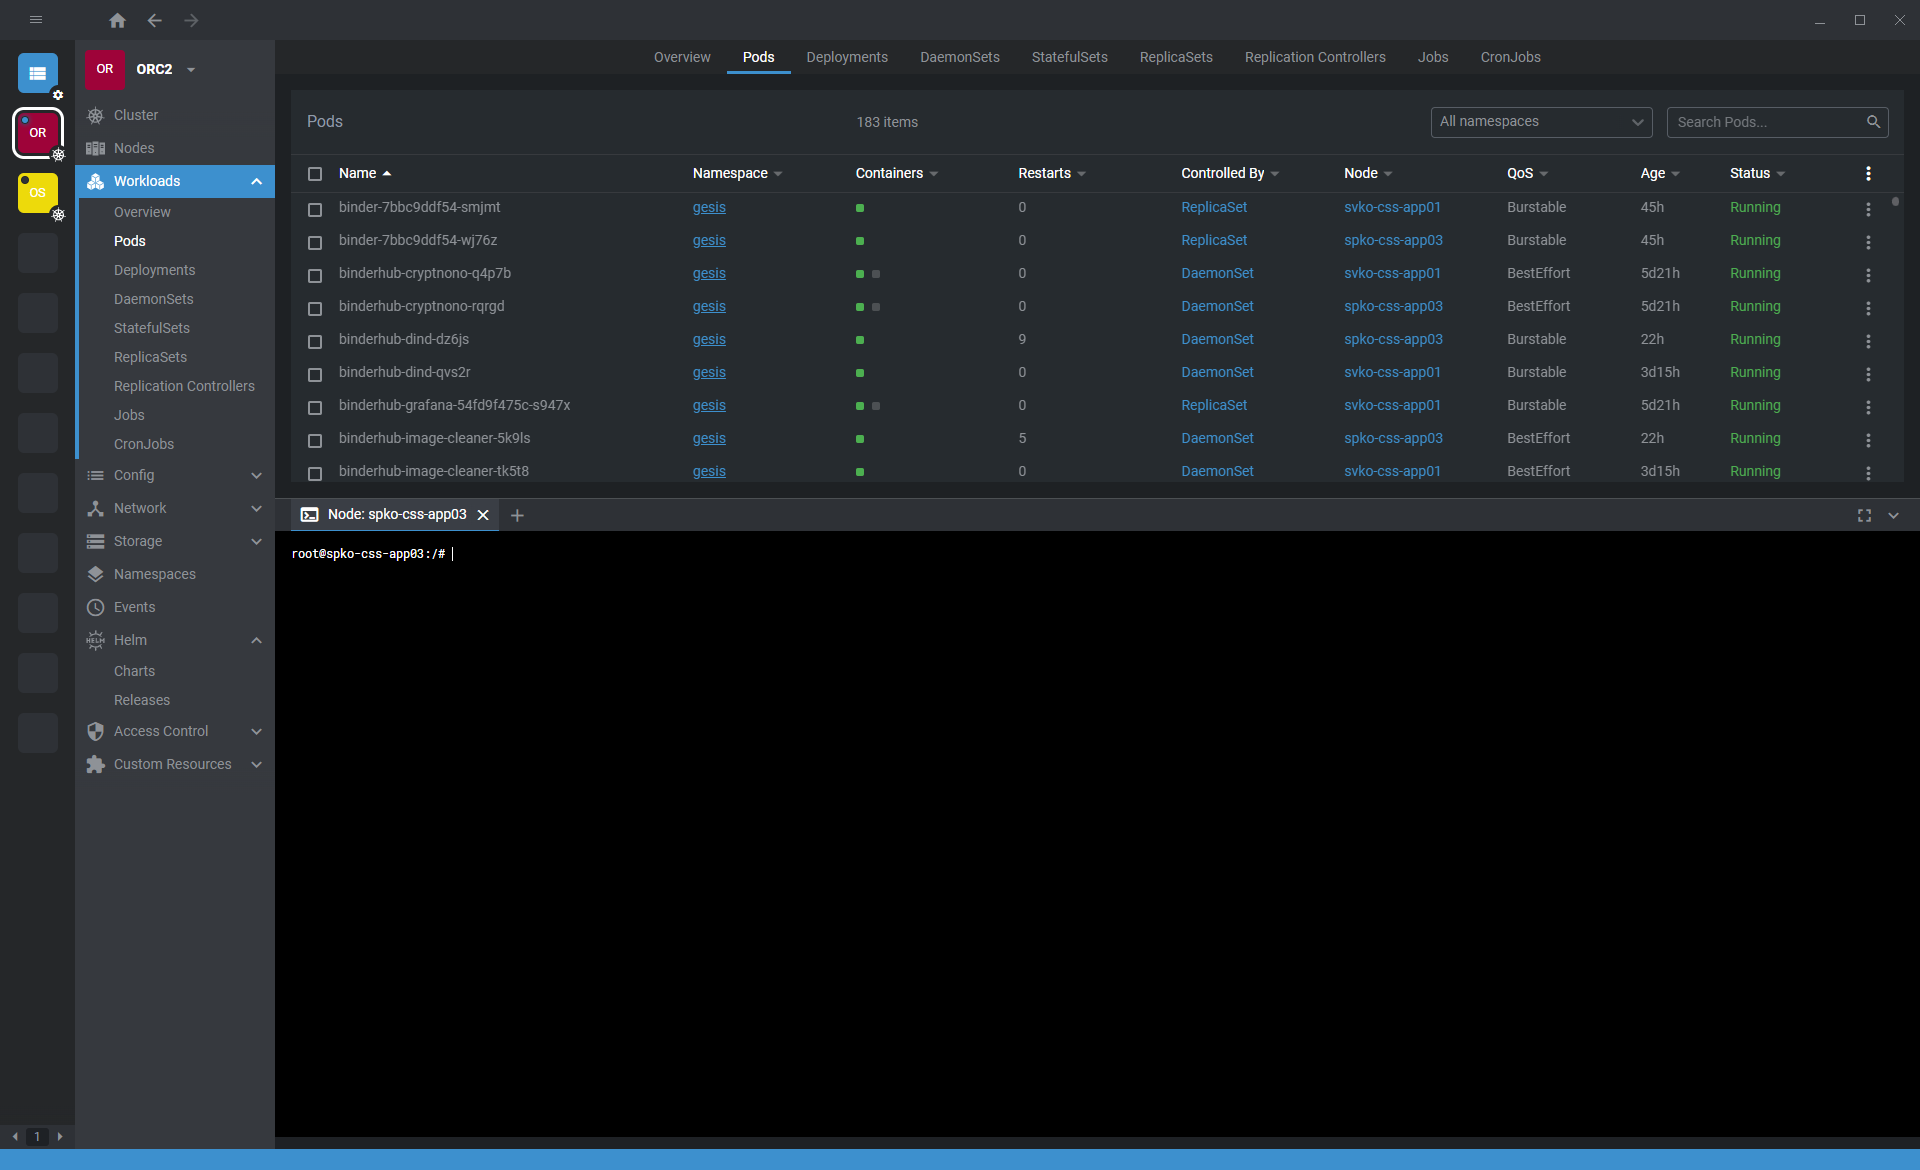 Overview Pods Deployments DaemonSets StatefulSets ReplicaSets Replication Controllers Jobs CronJobs
OR
OS
1
OR ORC2
Cluster
Nodes
Workloads
Overview
Pods
Deployments
DaemonSets
StatefulSets
ReplicaSets
Replication Controllers
Jobs
CronJobs
Config
Network
Storage
Namespaces
Events
HELM Helm
Charts
Releases
Access Control
Custom Resources
Pods 183 items All namespaces Search Pods...
Name Namespace Containers Restarts Controlled By Node QoS Age Status
binder-7bbc9ddf54-smjmt gesis 0 ReplicaSet svko-css-app01 Burstable 45h Running
binder-7bbc9ddf54-wj76z gesis 0 ReplicaSet spko-css-app03 Burstable 45h Running
binderhub-cryptnono-q4p7b gesis 0 DaemonSet svko-css-app01 BestEffort 5d21h Running
binderhub-cryptnono-rqrgd gesis 0 DaemonSet spko-css-app03 BestEffort 5d21h Running
binderhub-dind-dz6js gesis 9 DaemonSet spko-css-app03 Burstable 22h Running
binderhub-dind-qvs2r gesis 0 DaemonSet svko-css-app01 Burstable 3d15h Running
binderhub-grafana-54fd9f475c-s947x gesis 0 ReplicaSet svko-css-app01 Burstable 5d21h Running
binderhub-image-cleaner-5k9ls gesis 5 DaemonSet spko-css-app03 BestEffort 22h Running
binderhub-image-cleaner-tk5t8 gesis 0 DaemonSet svko-css-app01 BestEffort 3d15h Running
Node: spko-css-app03
root@spko-css-app03:/#